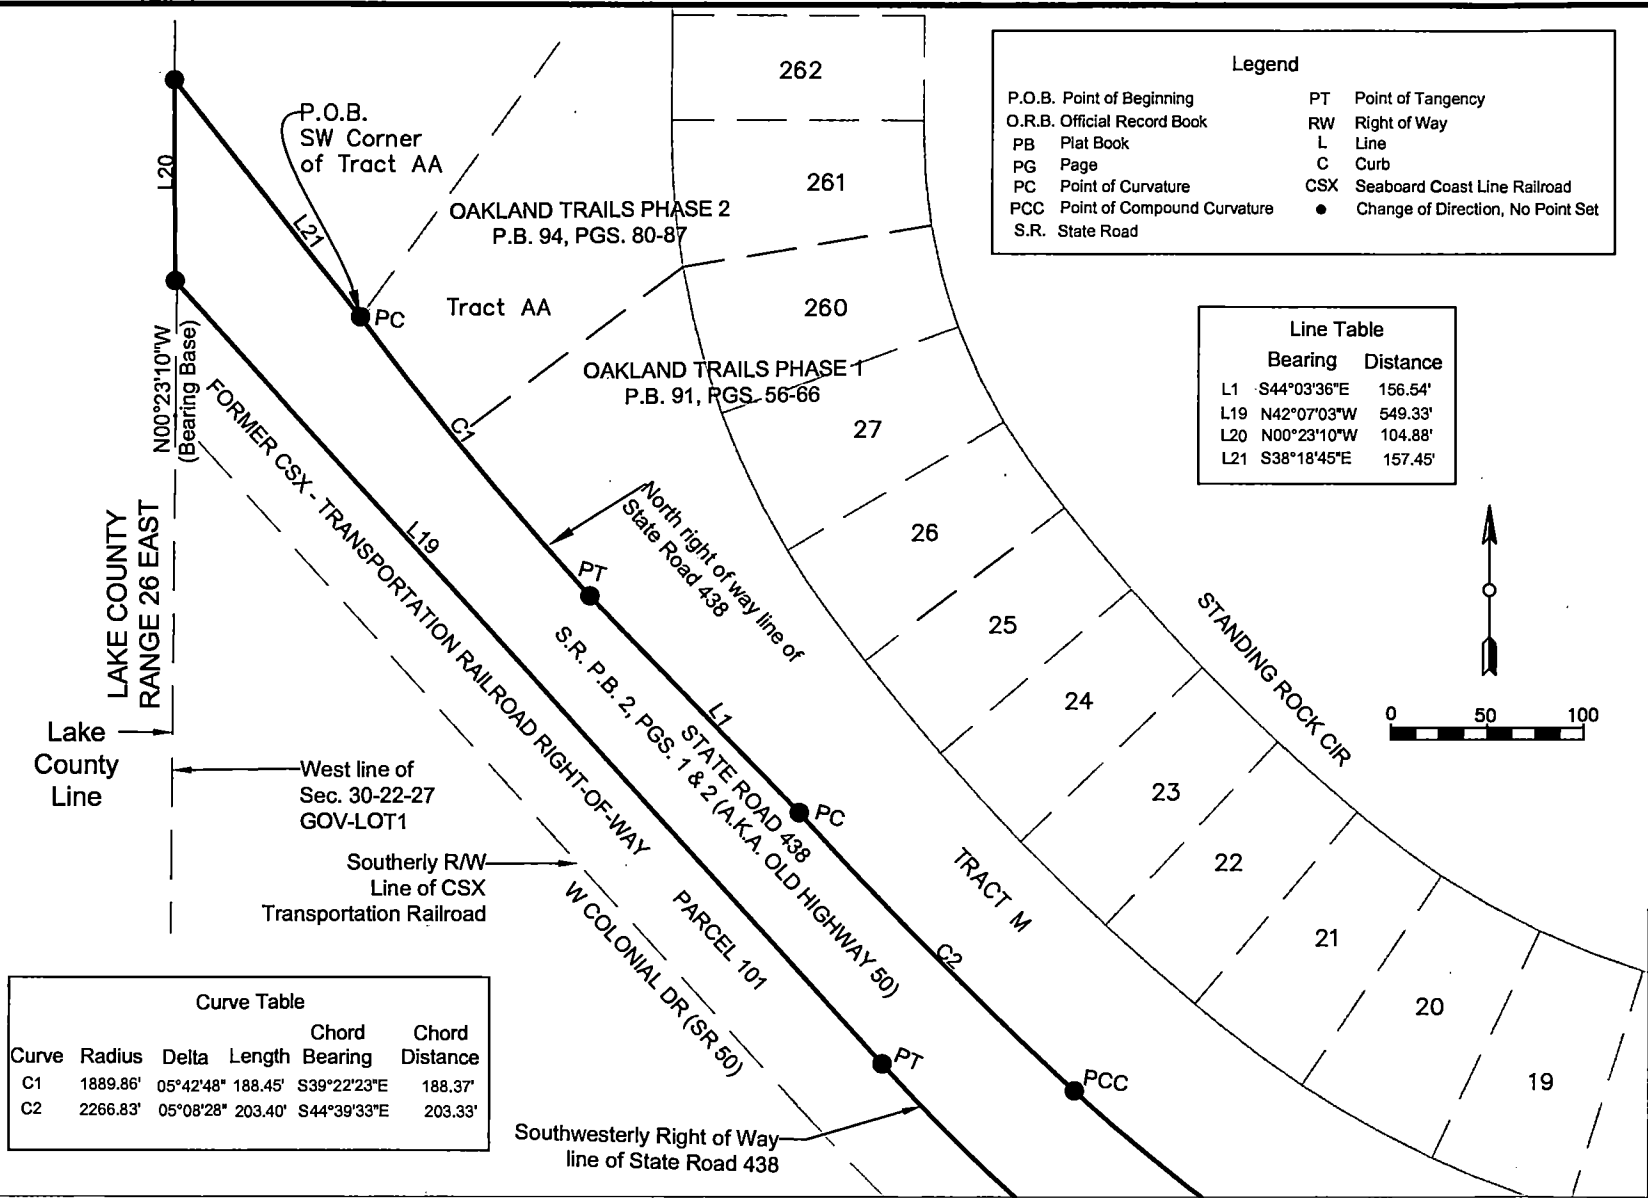 P.O.B.
SW Corner
of Tract AA
L20
L21
PC
OAKLAND TRAILS PHASE 2
P.B. 94, PGS. 80-87
Tract AA
262
261
260
OAKLAND TRAILS PHASE 1
P.B. 91, PGS. 56-66
27
26
25
24
23
22
21
20
19
Legend
P.O.B. Point of Beginning
O.R.B. Official Record Book
PB Plat Book
PG Page
PC Point of Curvature
PCC Point of Compound Curvature
S.R. State Road
PT Point of Tangency
RW Right of Way
L Line
C Curb
CSX Seaboard Coast Line Railroad
● Change of Direction, No Point Set
Line Table
Bearing Distance
L1 S44°03'36"E 156.54'
L19 N42°07'03"W 549.33'
L20 N00°23'10"W 104.88'
L21 S38°18'45"E 157.45'
0 50 100
N00°23'10"W
(Bearing Base)
FORMER CSX - TRANSPORTATION RAILROAD RIGHT-OF-WAY
L19
C1
PT
North right of way line of
State Road 438
L1
S.R. P.B. 2, PGS. 1 & 2 (A.K.A. OLD HIGHWAY 50)
STATE ROAD 438
PC
STANDING ROCK CIR
TRACT M
C2
LAKE COUNTY
RANGE 26 EAST
Lake
County
Line
West line of
Sec. 30-22-27
GOV-LOT1
Southerly R/W
Line of CSX
Transportation Railroad
PARCEL 101
W COLONIAL DR (SR 50)
PT
PCC
Southwesterly Right of Way
line of State Road 438
Curve Table
Curve Radius Delta Length Chord Bearing Chord Distance
C1 1889.86' 05°42'48" 188.45' S39°22'23"E 188.37'
C2 2266.83' 05°08'28" 203.40' S44°39'33"E 203.33'